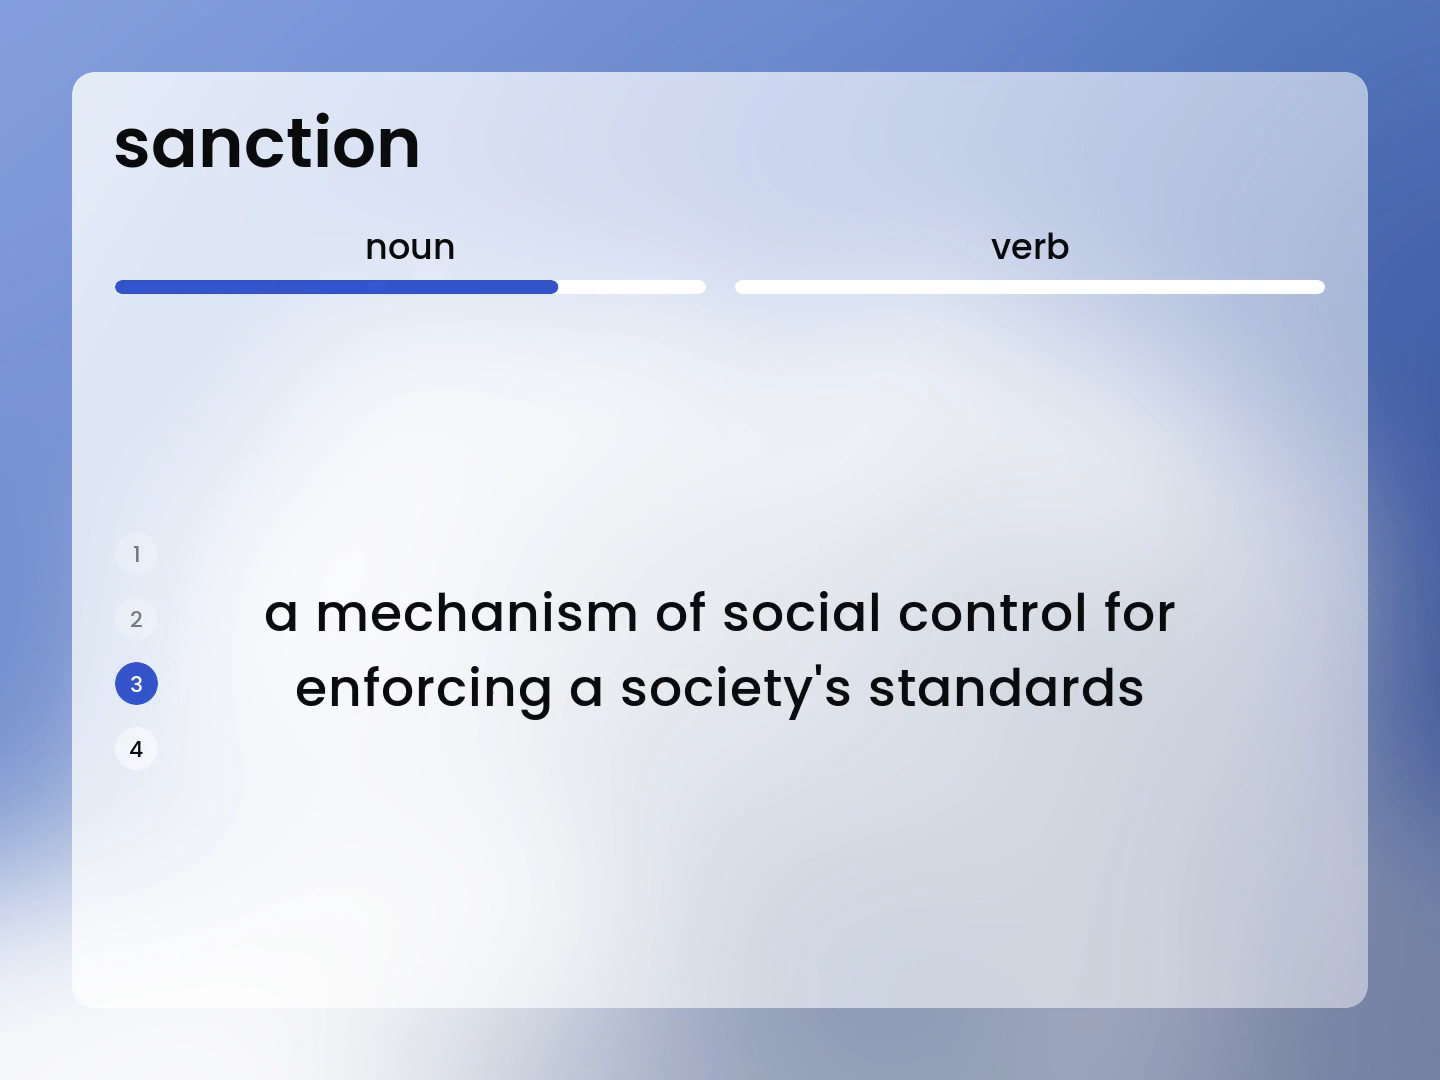 sanction
noun
verb
1
2
3
4
a mechanism of social control for
enforcing a society's standards